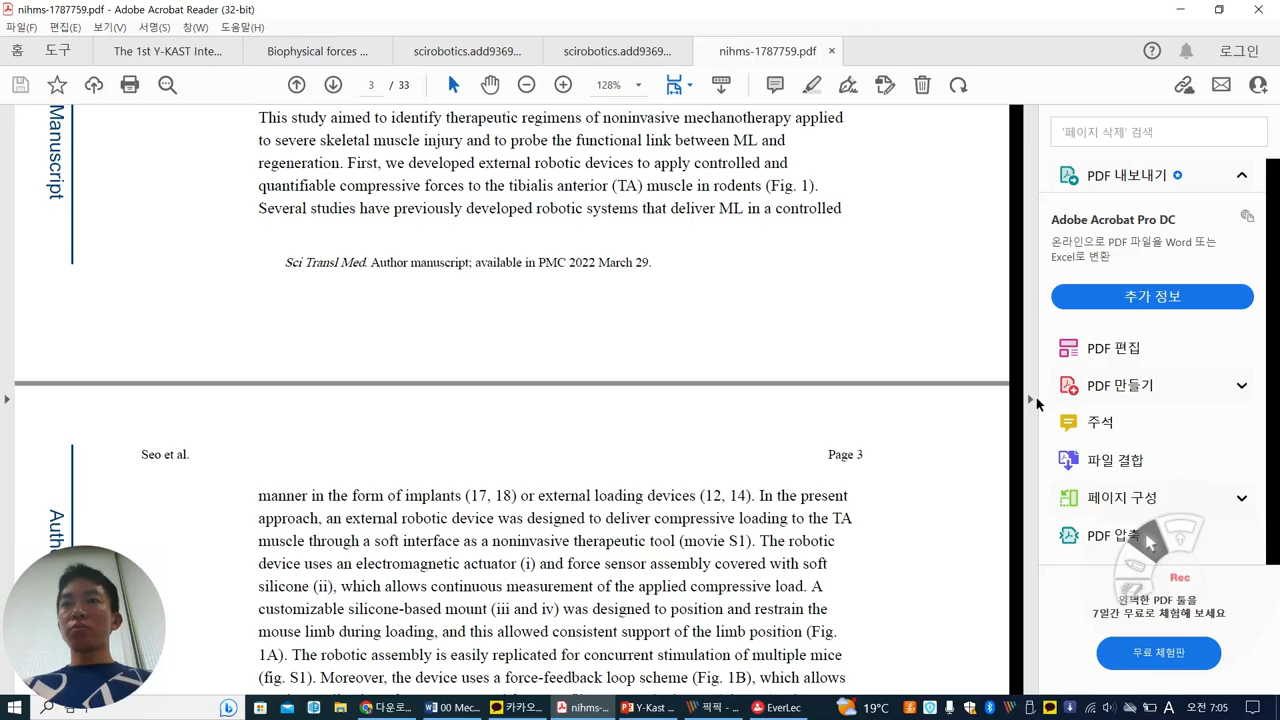 nihms-1787759.pdf - Adobe Acrobat Reader (32-bit)
파일(F) 편집(E) 보기(V) 서명(S) 창(W) 도움말(H)
홈 도구 The 1st Y-KAST Inte... Biophysical forces ... scirobotics.add9369... scirobotics.add9369... nihms-1787759.pdf × 로그인
3 / 33 128%
Manuscript
This study aimed to identify therapeutic regimens of noninvasive mechanotherapy applied
to severe skeletal muscle injury and to probe the functional link between ML and
regeneration. First, we developed external robotic devices to apply controlled and
quantifiable compressive forces to the tibialis anterior (TA) muscle in rodents (Fig. 1).
Several studies have previously developed robotic systems that deliver ML in a controlled
Sci Transl Med. Author manuscript; available in PMC 2022 March 29.
Seo et al. Page 3
manner in the form of implants (17, 18) or external loading devices (12, 14). In the present
approach, an external robotic device was designed to deliver compressive loading to the TA
muscle through a soft interface as a noninvasive therapeutic tool (movie S1). The robotic
device uses an electromagnetic actuator (i) and force sensor assembly covered with soft
silicone (ii), which allows continuous measurement of the applied compressive load. A
customizable silicone-based mount (iii and iv) was designed to position and restrain the
mouse limb during loading, and this allowed consistent support of the limb position (Fig.
1A). The robotic assembly is easily replicated for concurrent stimulation of multiple mice
(fig. S1). Moreover, the device uses a force-feedback loop scheme (Fig. 1B), which allows
'페이지 삭제' 검색
PDF 내보내기
Adobe Acrobat Pro DC
온라인으로 PDF 파일을 Word 또는
Excel로 변환
추가 정보
PDF 편집
PDF 만들기
주석
파일 결합
페이지 구성
PDF 압축
Rec
완벽한 PDF 툴을
7일간 무료로 체험해 보세요
무료 체험판
다운로... 00 Mec... 카카오... nihms-... Y-Kast ... 픽픽 - ... EverLec 19°C A 오전 7:05